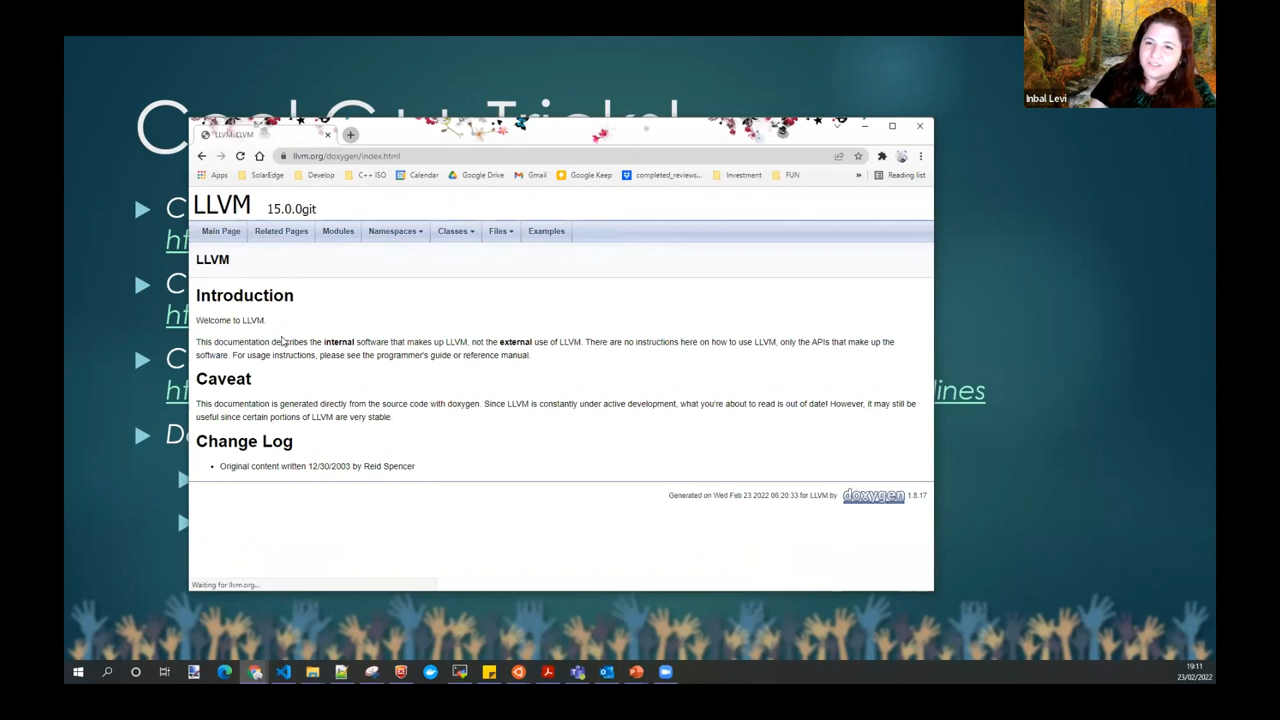 Inbal Levi
LLVM: LLVM
llvm.org/doxygen/index.html
Apps SolarEdge Develop C++ ISO Calendar Google Drive Gmail Google Keep completed_reviews... Investment FUN » Reading list
LLVM 15.0.0git
Main Page Related Pages Modules Namespaces Classes Files Examples
LLVM
Introduction
Welcome to LLVM.
This documentation describes the internal software that makes up LLVM, not the external use of LLVM. There are no instructions here on how to use LLVM, only the APIs that make up the
software. For usage instructions, please see the programmer's guide or reference manual.
Caveat
This documentation is generated directly from the source code with doxygen. Since LLVM is constantly under active development, what you're about to read is out of date! However, it may still be
useful since certain portions of LLVM are very stable.
Change Log
• Original content written 12/30/2003 by Reid Spencer
Generated on Wed Feb 23 2022 06:20:33 for LLVM by doxygen 1.8.17
Waiting for llvm.org...
C
ht
C
ht
C
ht
lines
19:11
23/02/2022